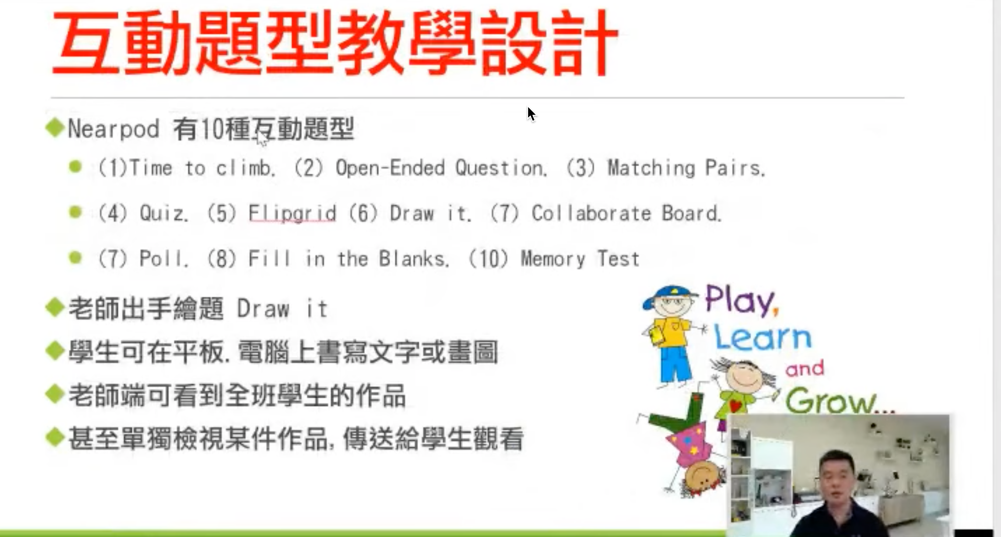 互動題型教學設計
Nearpod 有10種互動題型
(1)Time to climb. (2) Open-Ended Question. (3) Matching Pairs.
(4) Quiz. (5) Flipgrid (6) Draw it. (7) Collaborate Board.
(7) Poll. (8) Fill in the Blanks. (10) Memory Test
老師出手繪題 Draw it
學生可在平板.電腦上書寫文字或畫圖
老師端可看到全班學生的作品
甚至單獨檢視某件作品,傳送給學生觀看
Play,
Learn
and
Grow...